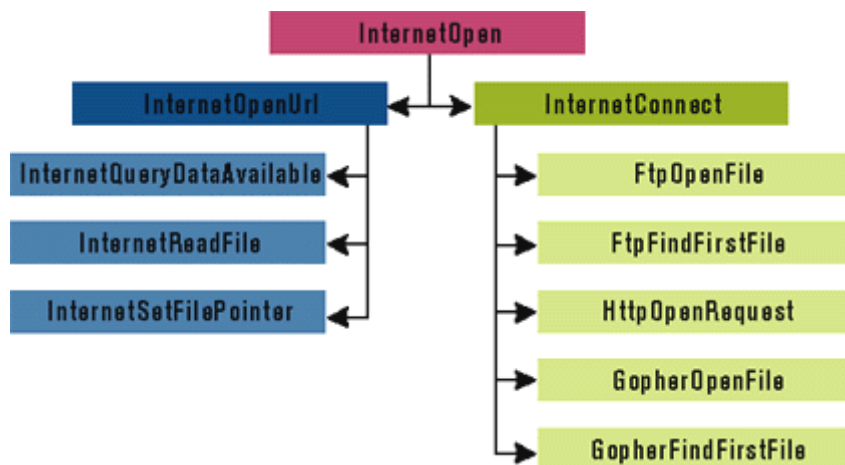 InternetOpen
InternetOpenUrl
InternetConnect
InternetQueryDataAvailable
InternetReadFile
InternetSetFilePointer
FtpOpenFile
FtpFindFirstFile
HttpOpenRequest
GopherOpenFile
GopherFindFirstFile